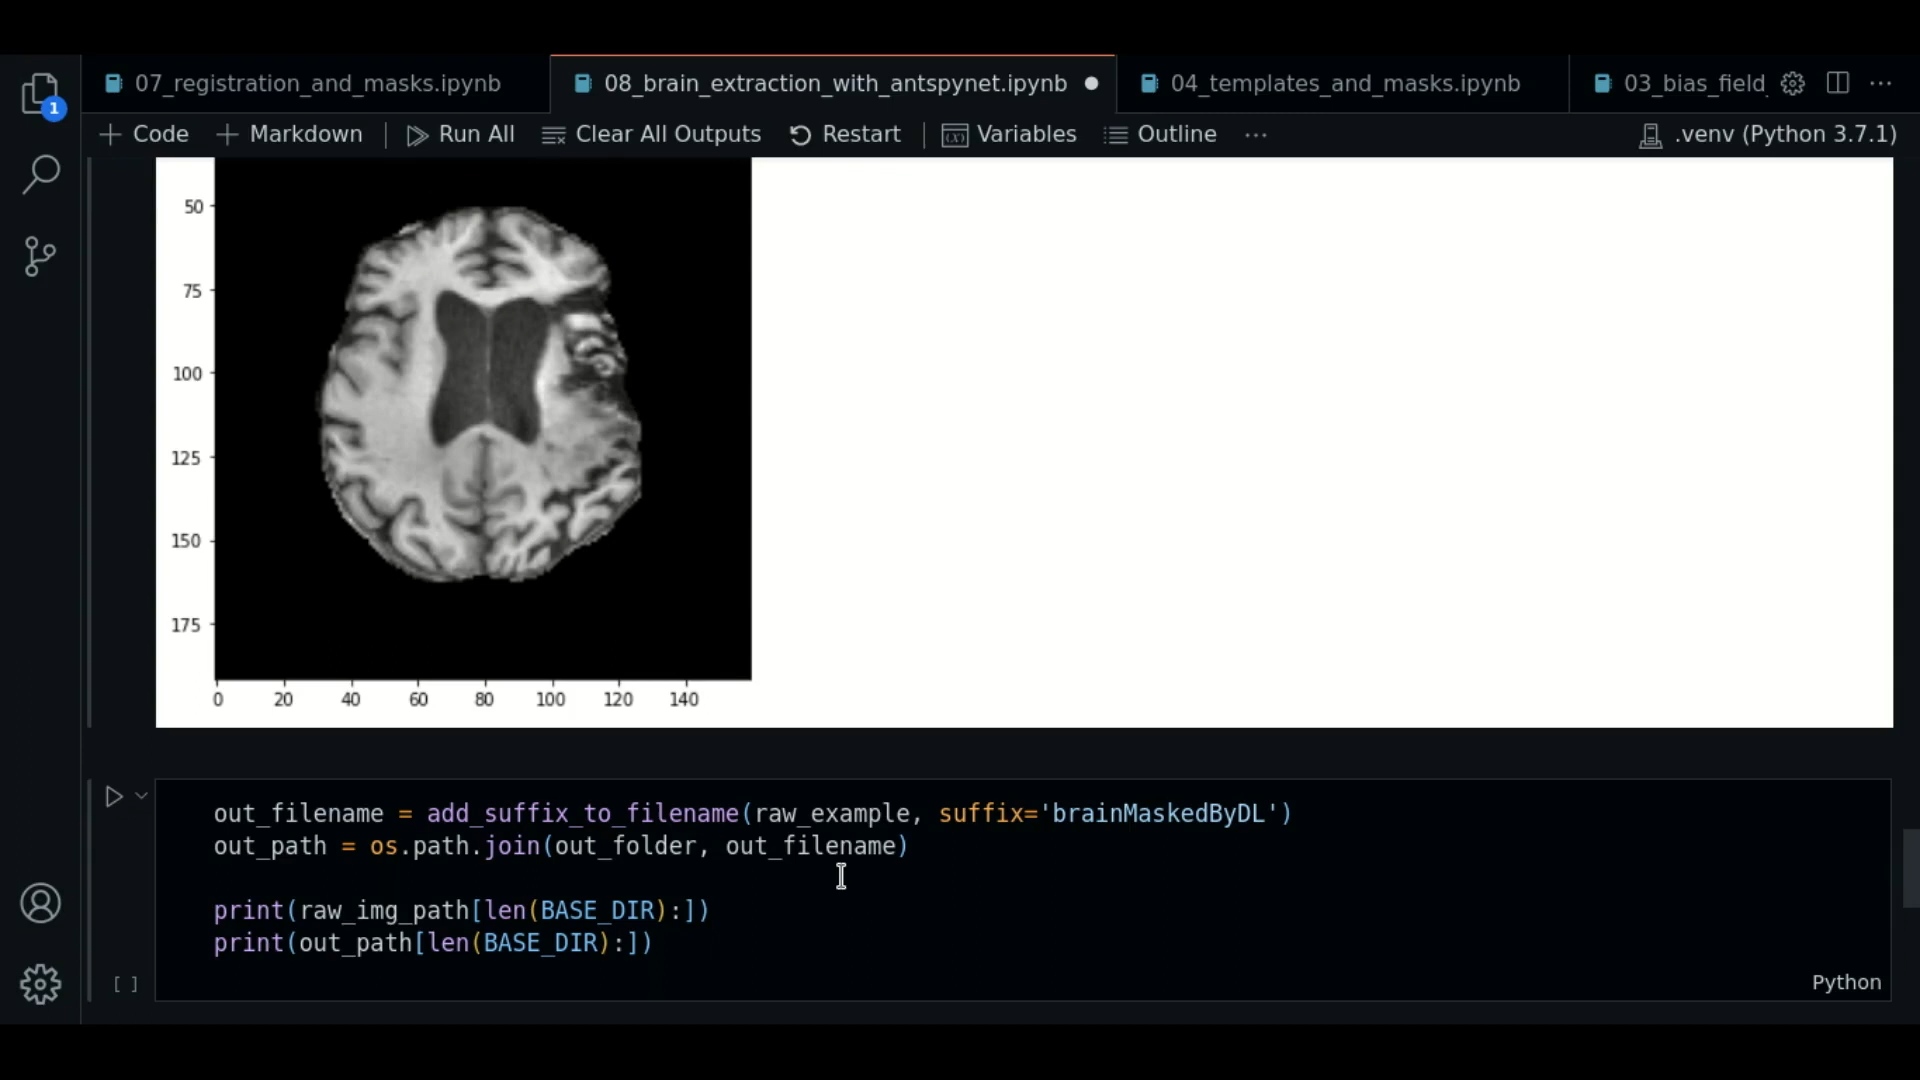 07_registration_and_masks.ipynb 08_brain_extraction_with_antspynet.ipynb 04_templates_and_masks.ipynb 03_bias_field_
1
Code Markdown Run All Clear All Outputs Restart Variables Outline ... .venv (Python 3.7.1)
50
75
100
125
150
175
0 20 40 60 80 100 120 140
out_filename = add_suffix_to_filename(raw_example, suffix='brainMaskedByDL')
out_path = os.path.join(out_folder, out_filename)
print(raw_img_path[len(BASE_DIR):])
print(out_path[len(BASE_DIR):])
[ ] Python